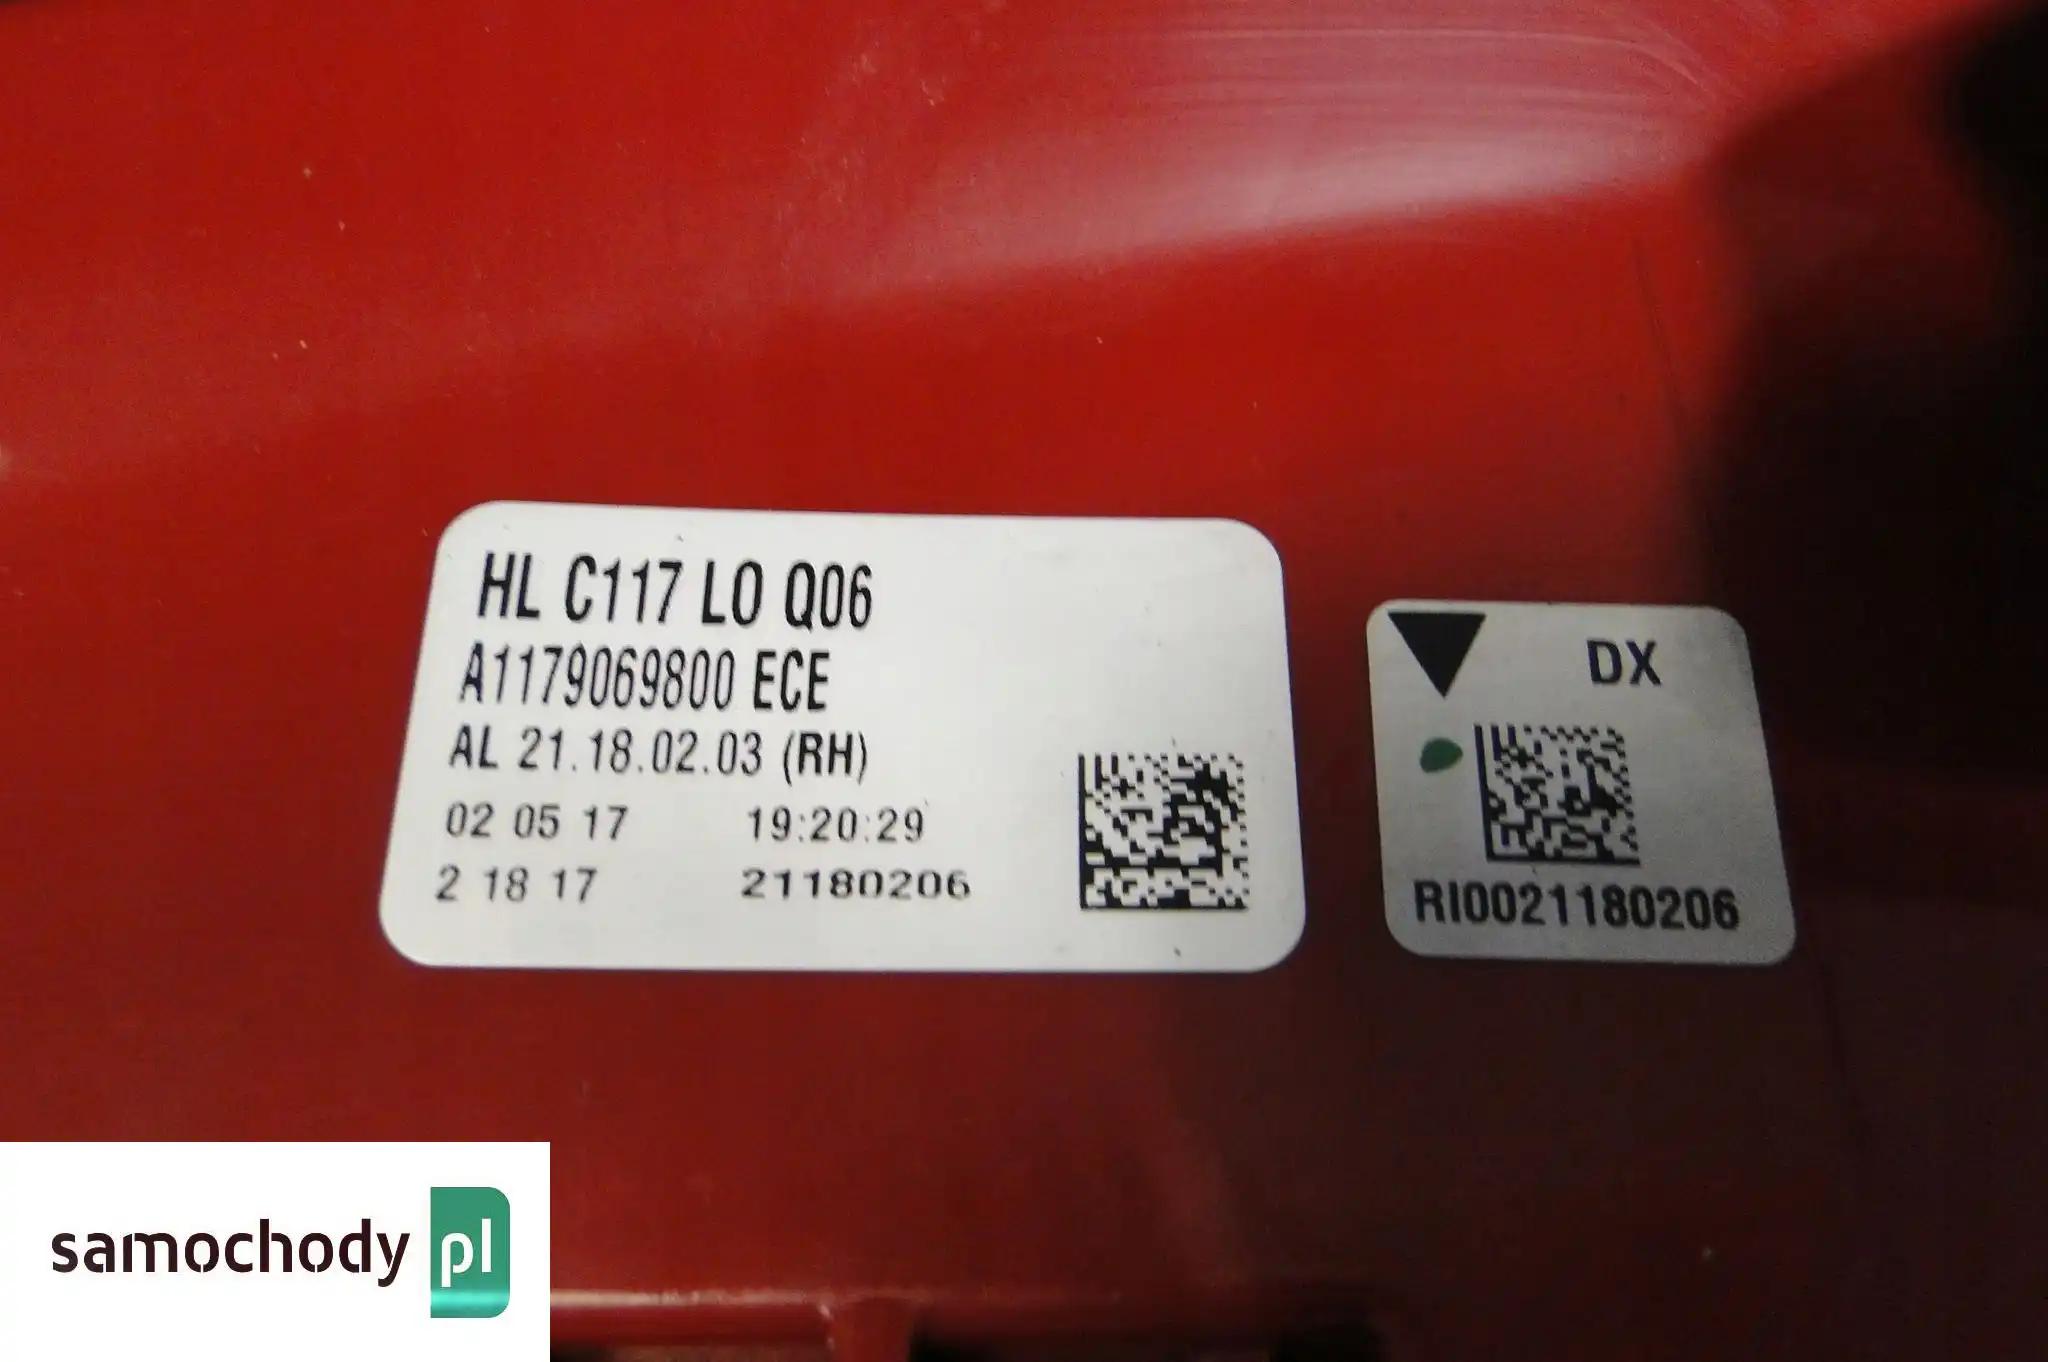 HL C117 LO Q06
A1179069800 ECE
AL 21.18.02.03 (RH)
02 05 17 19:20:29
2 18 17 21180206
DX
RI0021180206
samochody pl